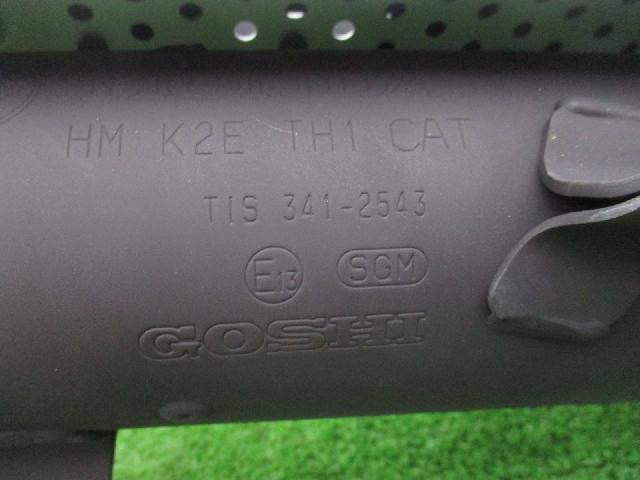 HM K2E TH1 CAT
TIS 341-2543
E13 SGM
GOSHI